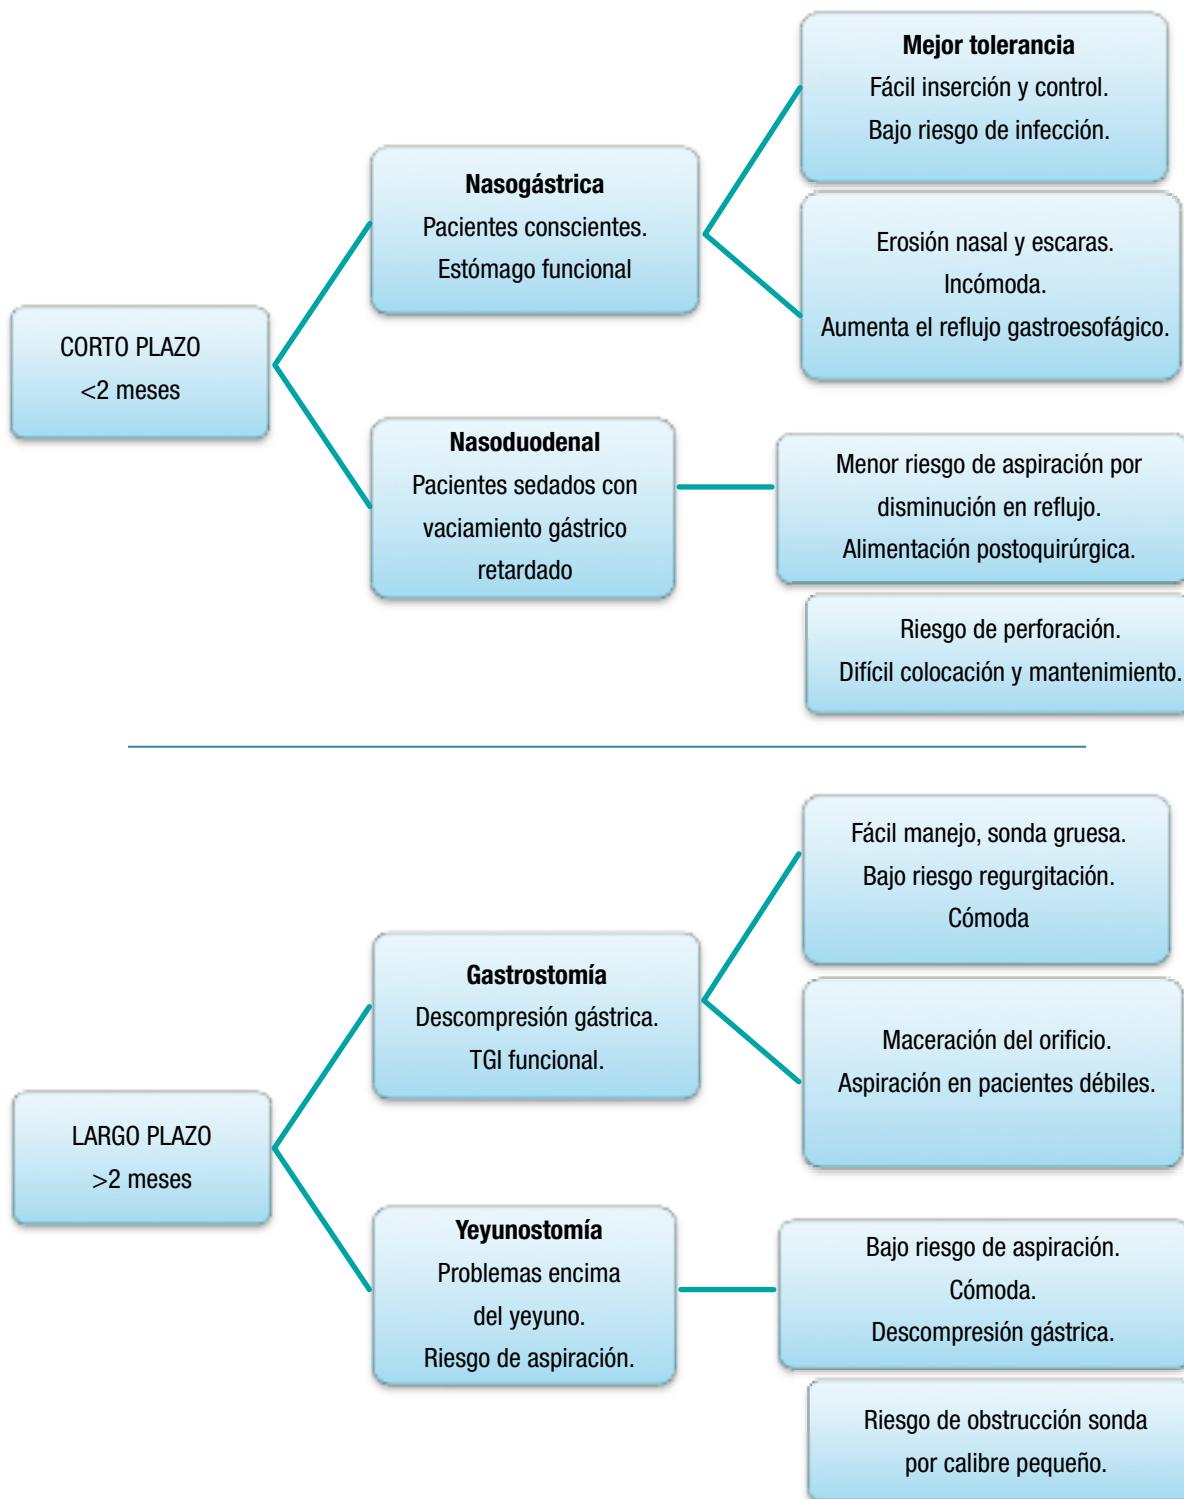 CORTO PLAZO
<2 meses
Nasogástrica
Pacientes conscientes.
Estómago funcional
Mejor tolerancia
Fácil inserción y control.
Bajo riesgo de infección.
Erosión nasal y escaras.
Incómoda.
Aumenta el reflujo gastroesofágico.
Nasoduodenal
Pacientes sedados con
vaciamiento gástrico
retardado
Menor riesgo de aspiración por
disminución en reflujo.
Alimentación postoquirúrgica.
Riesgo de perforación.
Difícil colocación y mantenimiento.
LARGO PLAZO
>2 meses
Gastrostomía
Descompresión gástrica.
TGI funcional.
Fácil manejo, sonda gruesa.
Bajo riesgo regurgitación.
Cómoda
Maceración del orificio.
Aspiración en pacientes débiles.
Yeyunostomía
Problemas encima
del yeyuno.
Riesgo de aspiración.
Bajo riesgo de aspiración.
Cómoda.
Descompresión gástrica.
Riesgo de obstrucción sonda
por calibre pequeño.